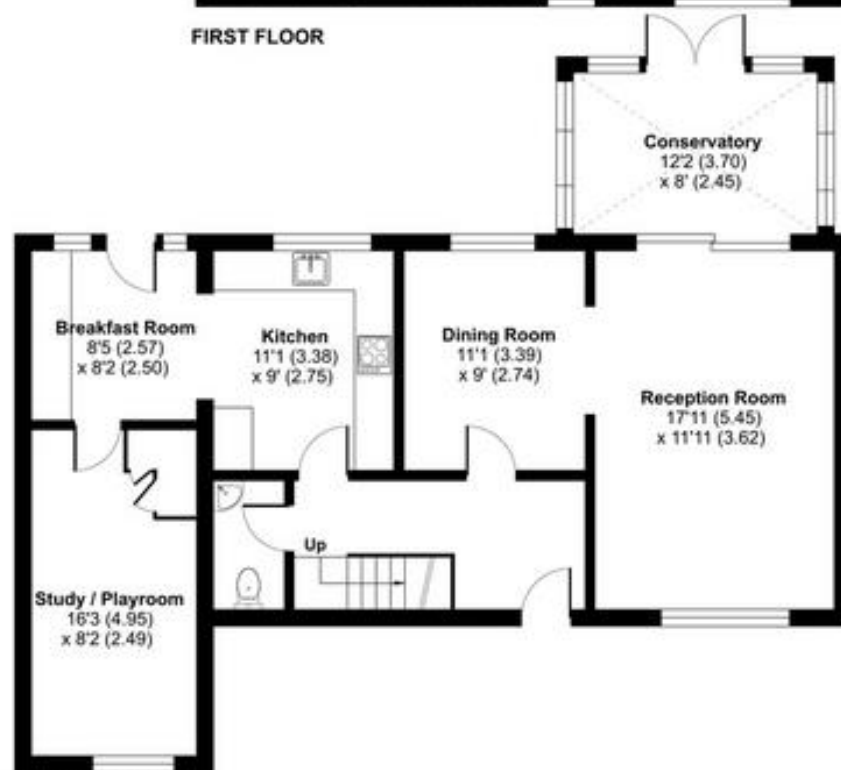 FIRST FLOOR
Conservatory
12'2 (3.70)
x 8' (2.45)
Breakfast Room
8'5 (2.57)
x 8'2 (2.50)
Kitchen
11'1 (3.38)
x 9' (2.75)
Dining Room
11'1 (3.39)
x 9' (2.74)
Reception Room
17'11 (5.45)
x 11'11 (3.62)
Up
Study / Playroom
16'3 (4.95)
x 8'2 (2.49)